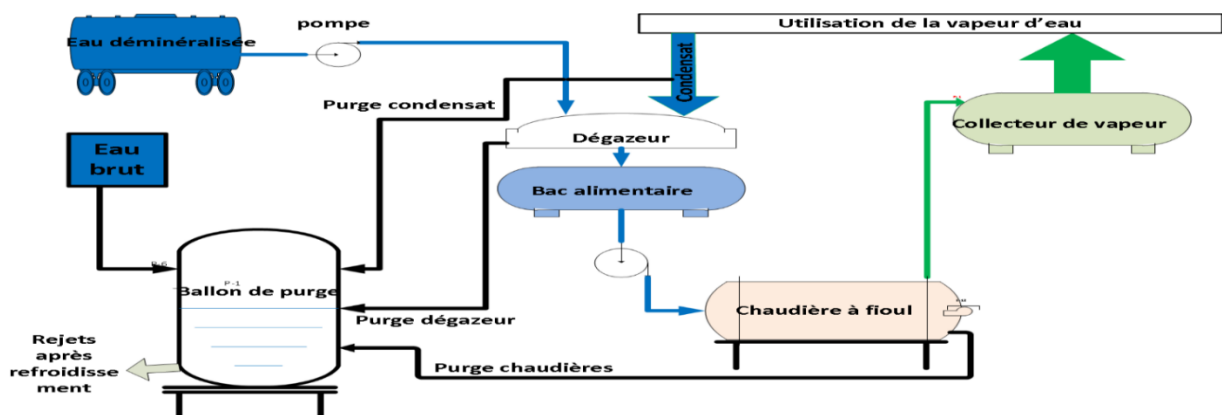 pompe
Utilisation de la vapeur d'eau
Eau déminéralisée
Condensat
Purge condensat
Collecteur de vapeur
Dégazeur
Eau
brut
Bac alimentaire
P-1
Ballon de purge
Chaudière à fioul
Purge dégazeur
Rejets
après
refroidisse
ment
Purge chaudières